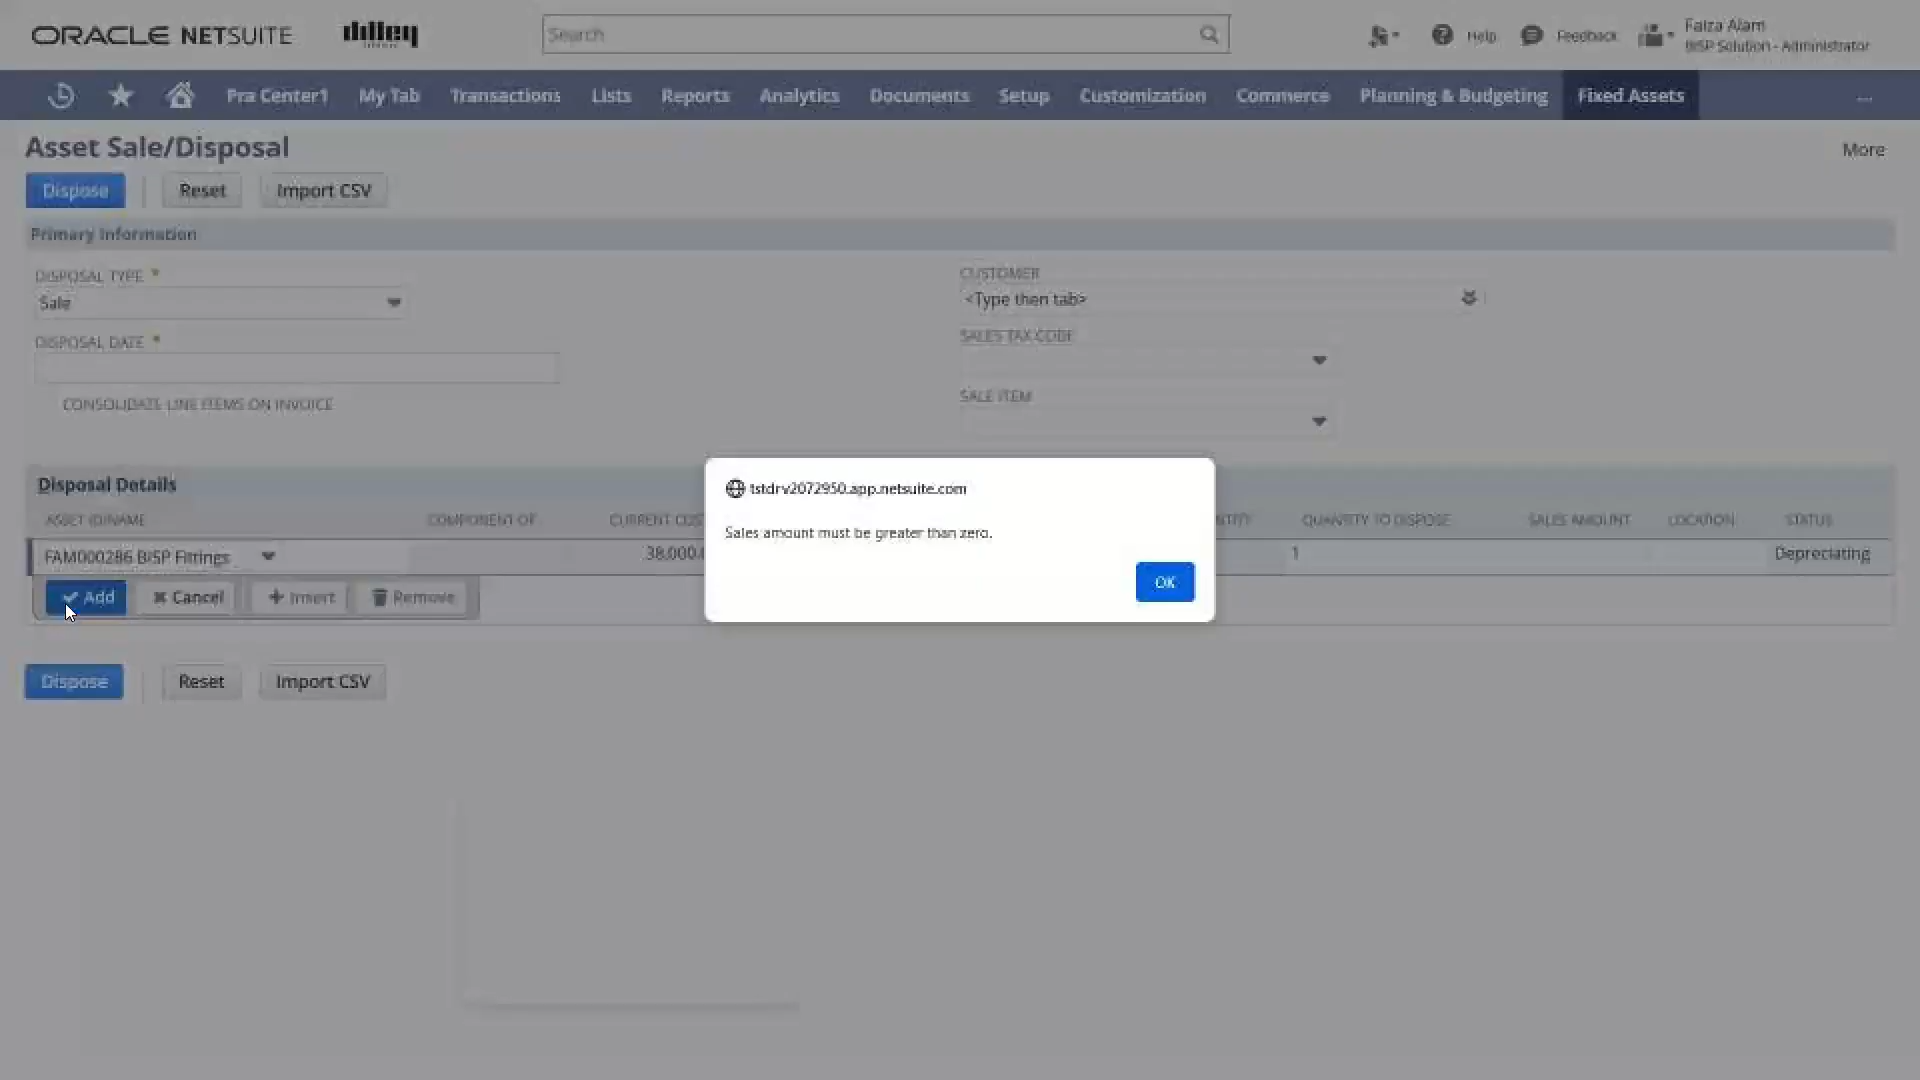 ORACLE NETSUITE
dilley
Search
Help
Feedback
Faiza Alam
BISP Solution - Administrator
Pra Center1
My Tab
Transactions
Lists
Reports
Analytics
Documents
Setup
Customization
Commerce
Planning & Budgeting
Fixed Assets
...
Asset Sale/Disposal
More
Dispose
Reset
Import CSV
Primary Information
DISPOSAL TYPE *
Sale
DISPOSAL DATE *
CONSOLIDATE LINE ITEMS ON INVOICE
CUSTOMER
<Type then tab>
SALES TAX CODE
SALE ITEM
tstdrv2072950.app.netsuite.com
Sales amount must be greater than zero.
OK
Disposal Details
ASSET ID/NAME
COMPONENT OF
CURRENT COS
NTITY
QUANTITY TO DISPOSE
SALES AMOUNT
LOCATION
STATUS
FAM000286 BISP Fittings
38,000.
1
Depreciating
Add
Cancel
Insert
Remove
Dispose
Reset
Import CSV